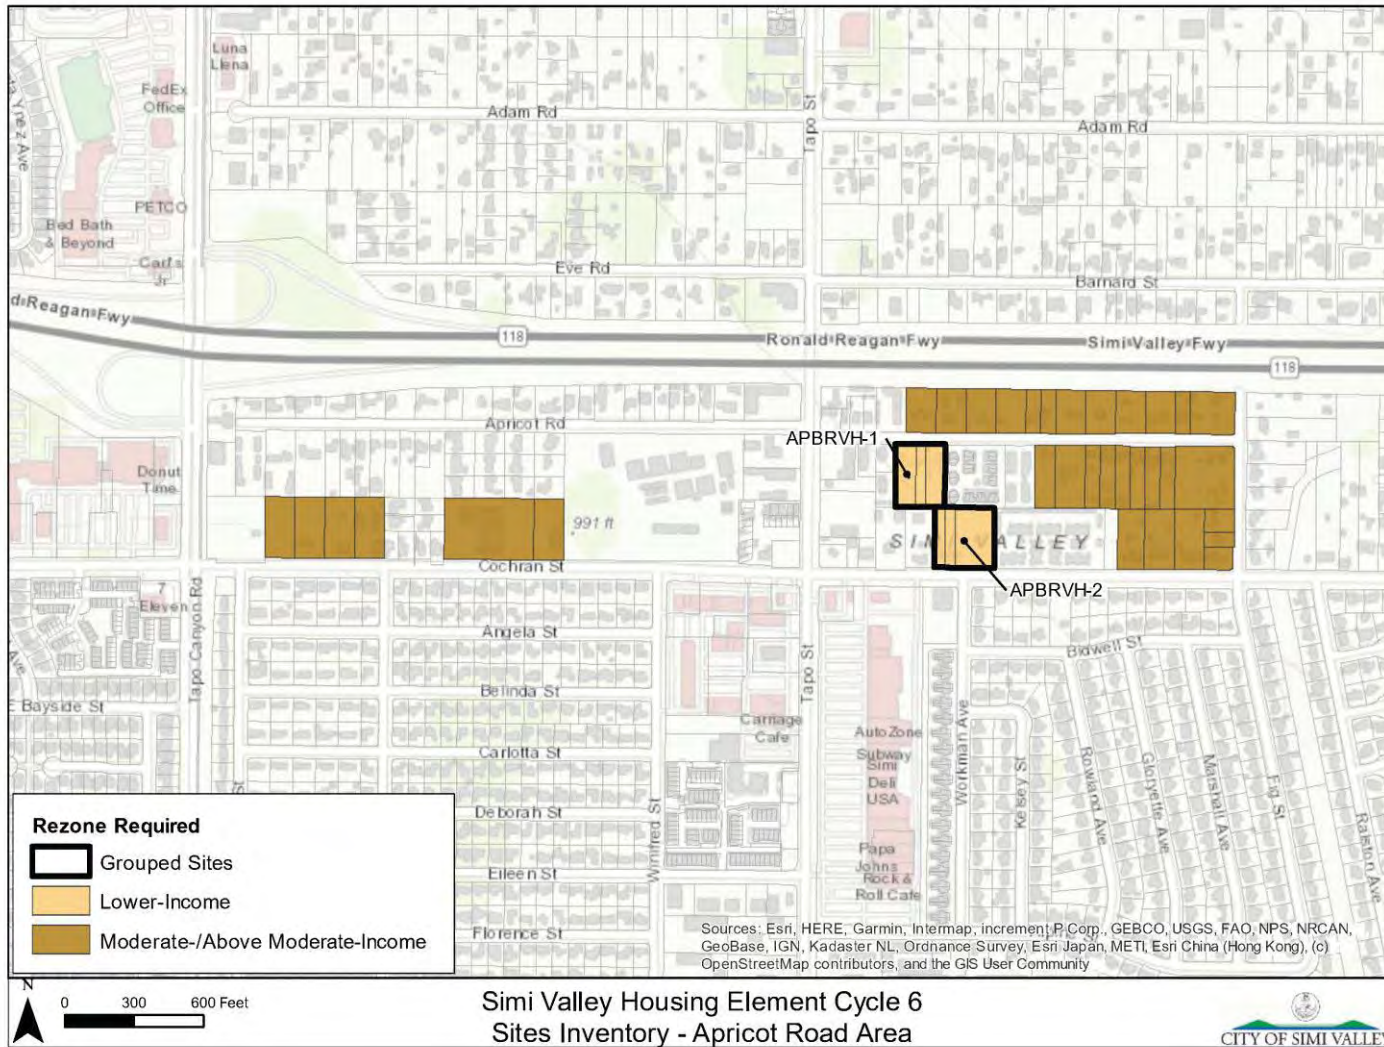 Luna
Llena
FedEx
Office
Adam Rd
Tapo St
Adam Rd
PETCO
Bed Bath
& Beyond
Carl's
Jr
Eve Rd
Barnard St
d Reagan Fwy
118
Ronald Reagan Fwy
Simi Valley Fwy
118
Apricot Rd
APBRVH-1
Donut
Time
991 ft
SIMI VALLEY
Cochran St
APBRVH-2
7
Eleven
Tapo Canyon Rd
Angela St
Tapo St
Bidwell St
E Bayside St
Belinda St
Carriage
Cafe
Carlotta St
AutoZone
Subway
Simi
Deli
USA
Workman Ave
Kelsey St
Rowland Ave
Gloryette Ave
Marshall Ave
Fig St
Ralston Ave
Deborah St
Winifred St
Papa
Johns
Rock &
Roll Cafe
Eileen St
Florence St
Rezone Required
Grouped Sites
Lower-Income
Moderate-/Above Moderate-Income
Sources: Esri, HERE, Garmin, Intermap, increment P Corp., GEBCO, USGS, FAO, NPS, NRCAN,
GeoBase, IGN, Kadaster NL, Ordnance Survey, Esri Japan, METI, Esri China (Hong Kong), (c)
OpenStreetMap contributors, and the GIS User Community
N
0 300 600 Feet
Simi Valley Housing Element Cycle 6
Sites Inventory - Apricot Road Area
CITY OF SIMI VALLEY